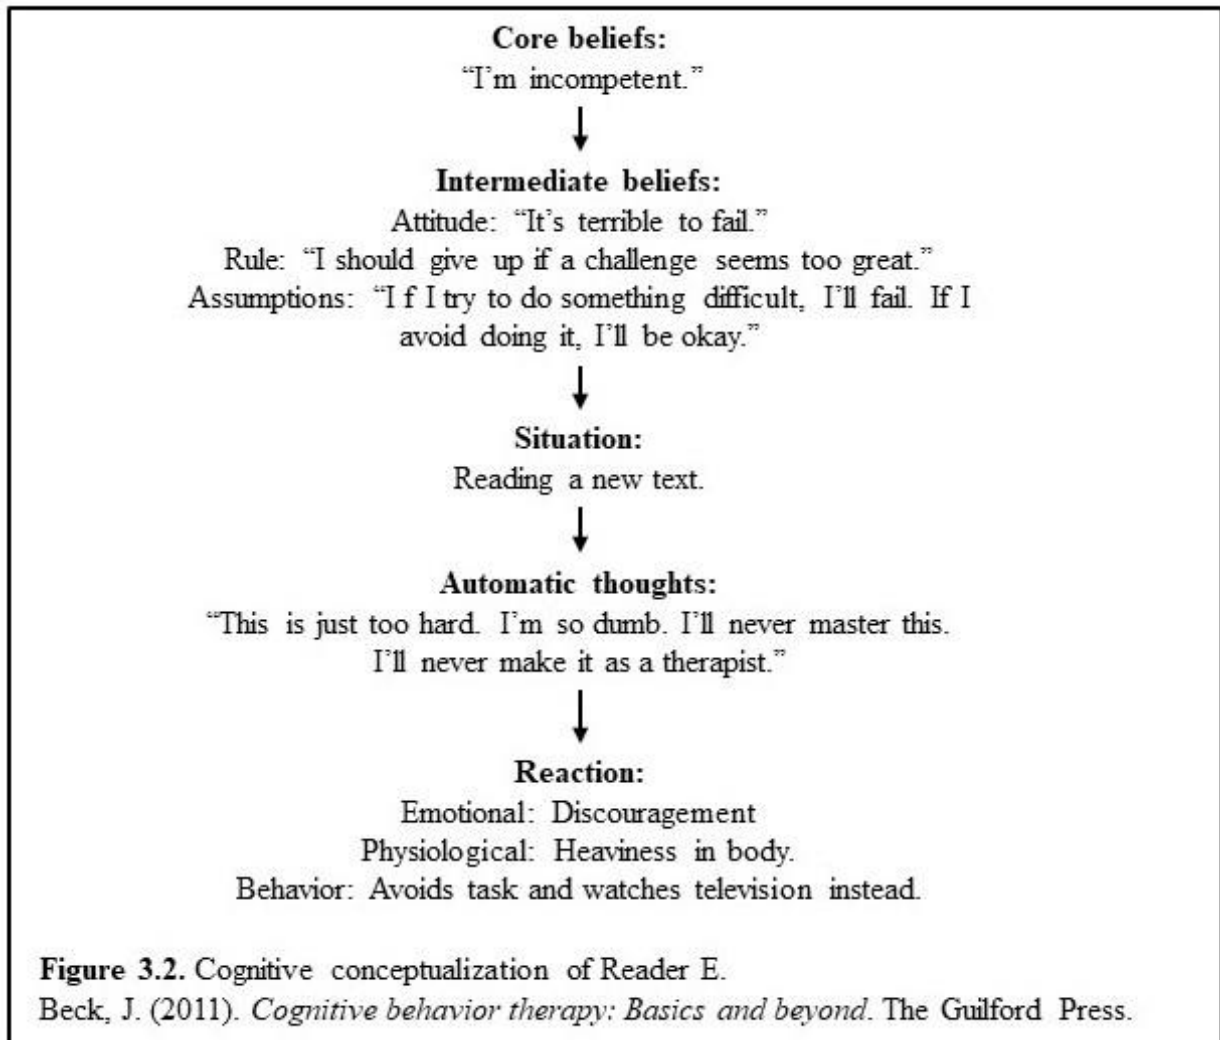 Core beliefs:
“I’m incompetent.”
Intermediate beliefs:
Attitude: “It’s terrible to fail.”
Rule: “I should give up if a challenge seems too great.”
Assumptions: “I f I try to do something difficult, I’ll fail. If I
avoid doing it, I’ll be okay.”
Situation:
Reading a new text.
Automatic thoughts:
“This is just too hard. I’m so dumb. I’ll never master this.
I’ll never make it as a therapist.”
Reaction:
Emotional: Discouragement
Physiological: Heaviness in body.
Behavior: Avoids task and watches television instead.
Figure 3.2. Cognitive conceptualization of Reader E.
Beck, J. (2011). Cognitive behavior therapy: Basics and beyond. The Guilford Press.